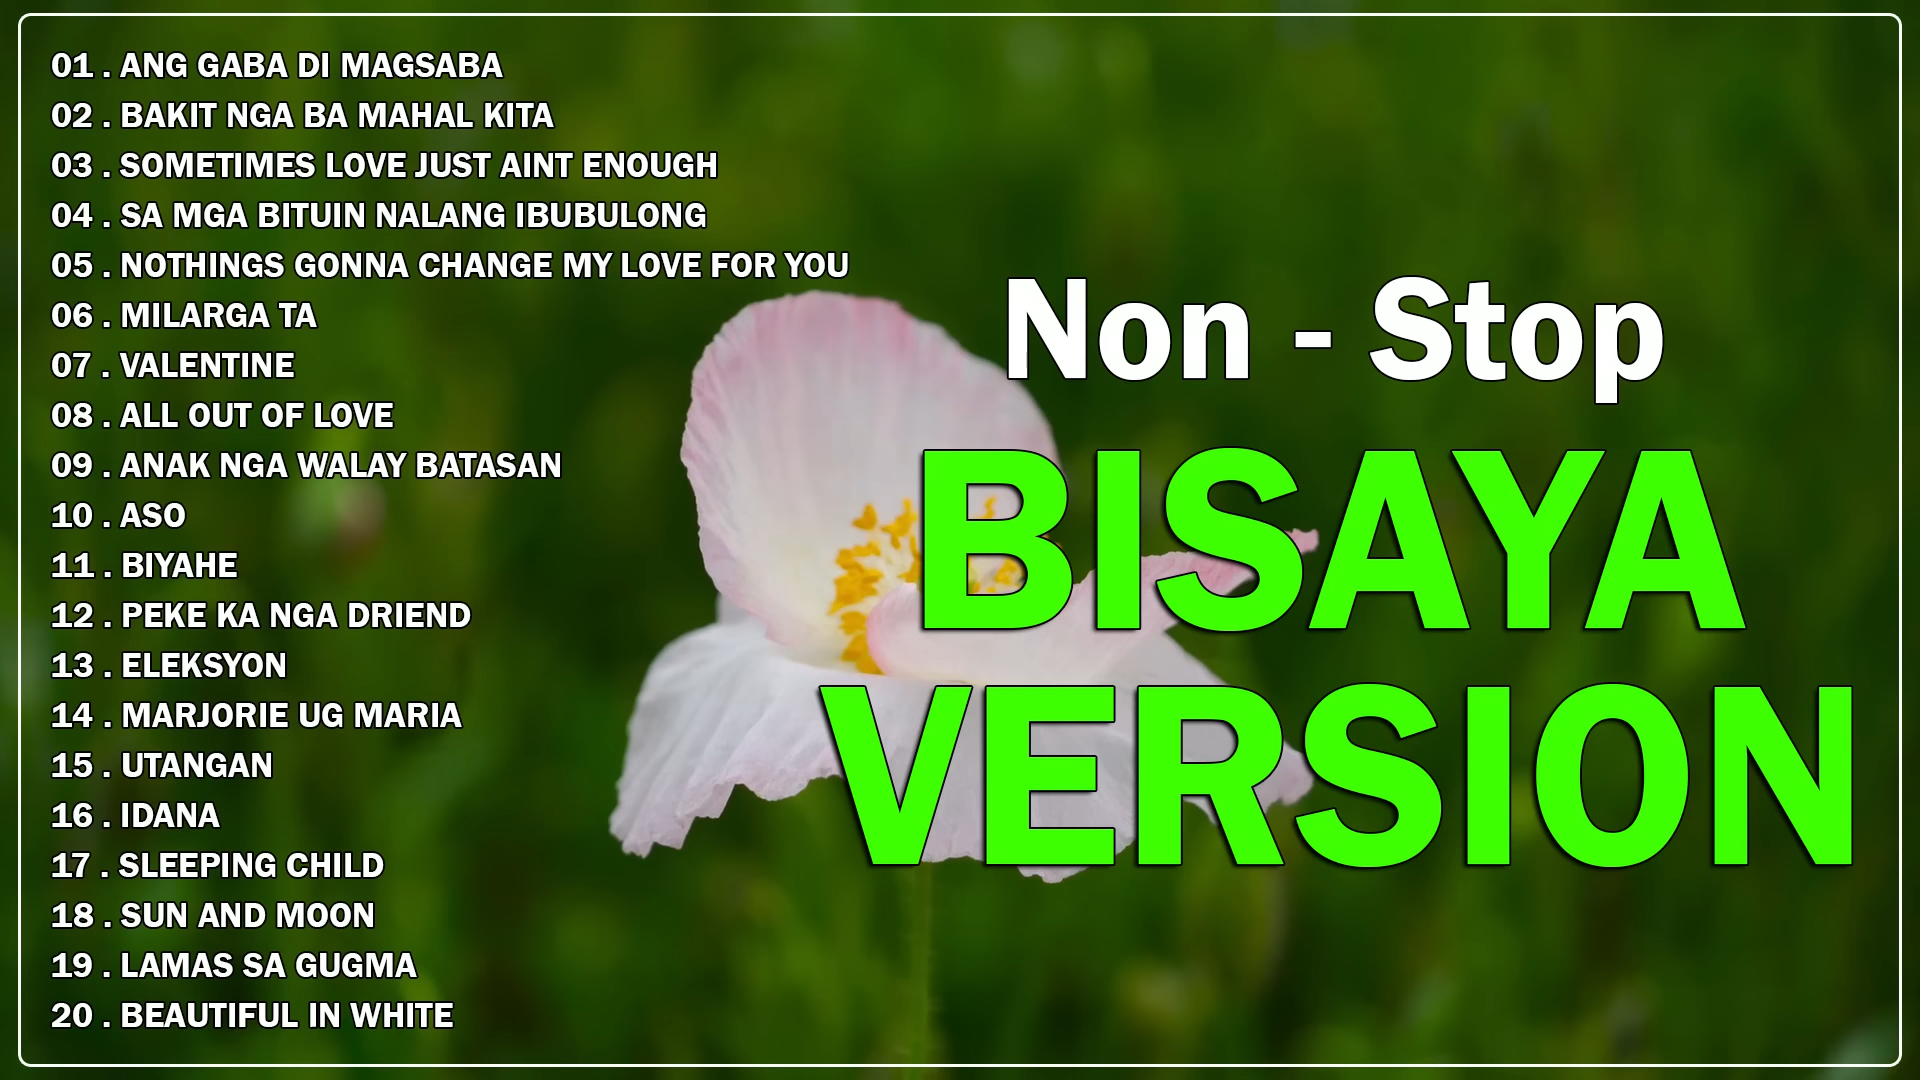 01 . ANG GABA DI MAGSABA
02 . BAKIT NGA BA MAHAL KITA
03 . SOMETIMES LOVE JUST AINT ENOUGH
04 . SA MGA BITUIN NALANG IBUBULONG
05 . NOTHINGS GONNA CHANGE MY LOVE FOR YOU
06 . MILARGA TA
07 . VALENTINE
08 . ALL OUT OF LOVE
09 . ANAK NGA WALAY BATASAN
10 . ASO
11 . BIYAHE
12 . PEKE KA NGA DRIEND
13 . ELEKSYON
14 . MARJORIE UG MARIA
15 . UTANGAN
16 . IDANA
17 . SLEEPING CHILD
18 . SUN AND MOON
19 . LAMAS SA GUGMA
20 . BEAUTIFUL IN WHITE
Non - Stop
BISAYA
VERSION